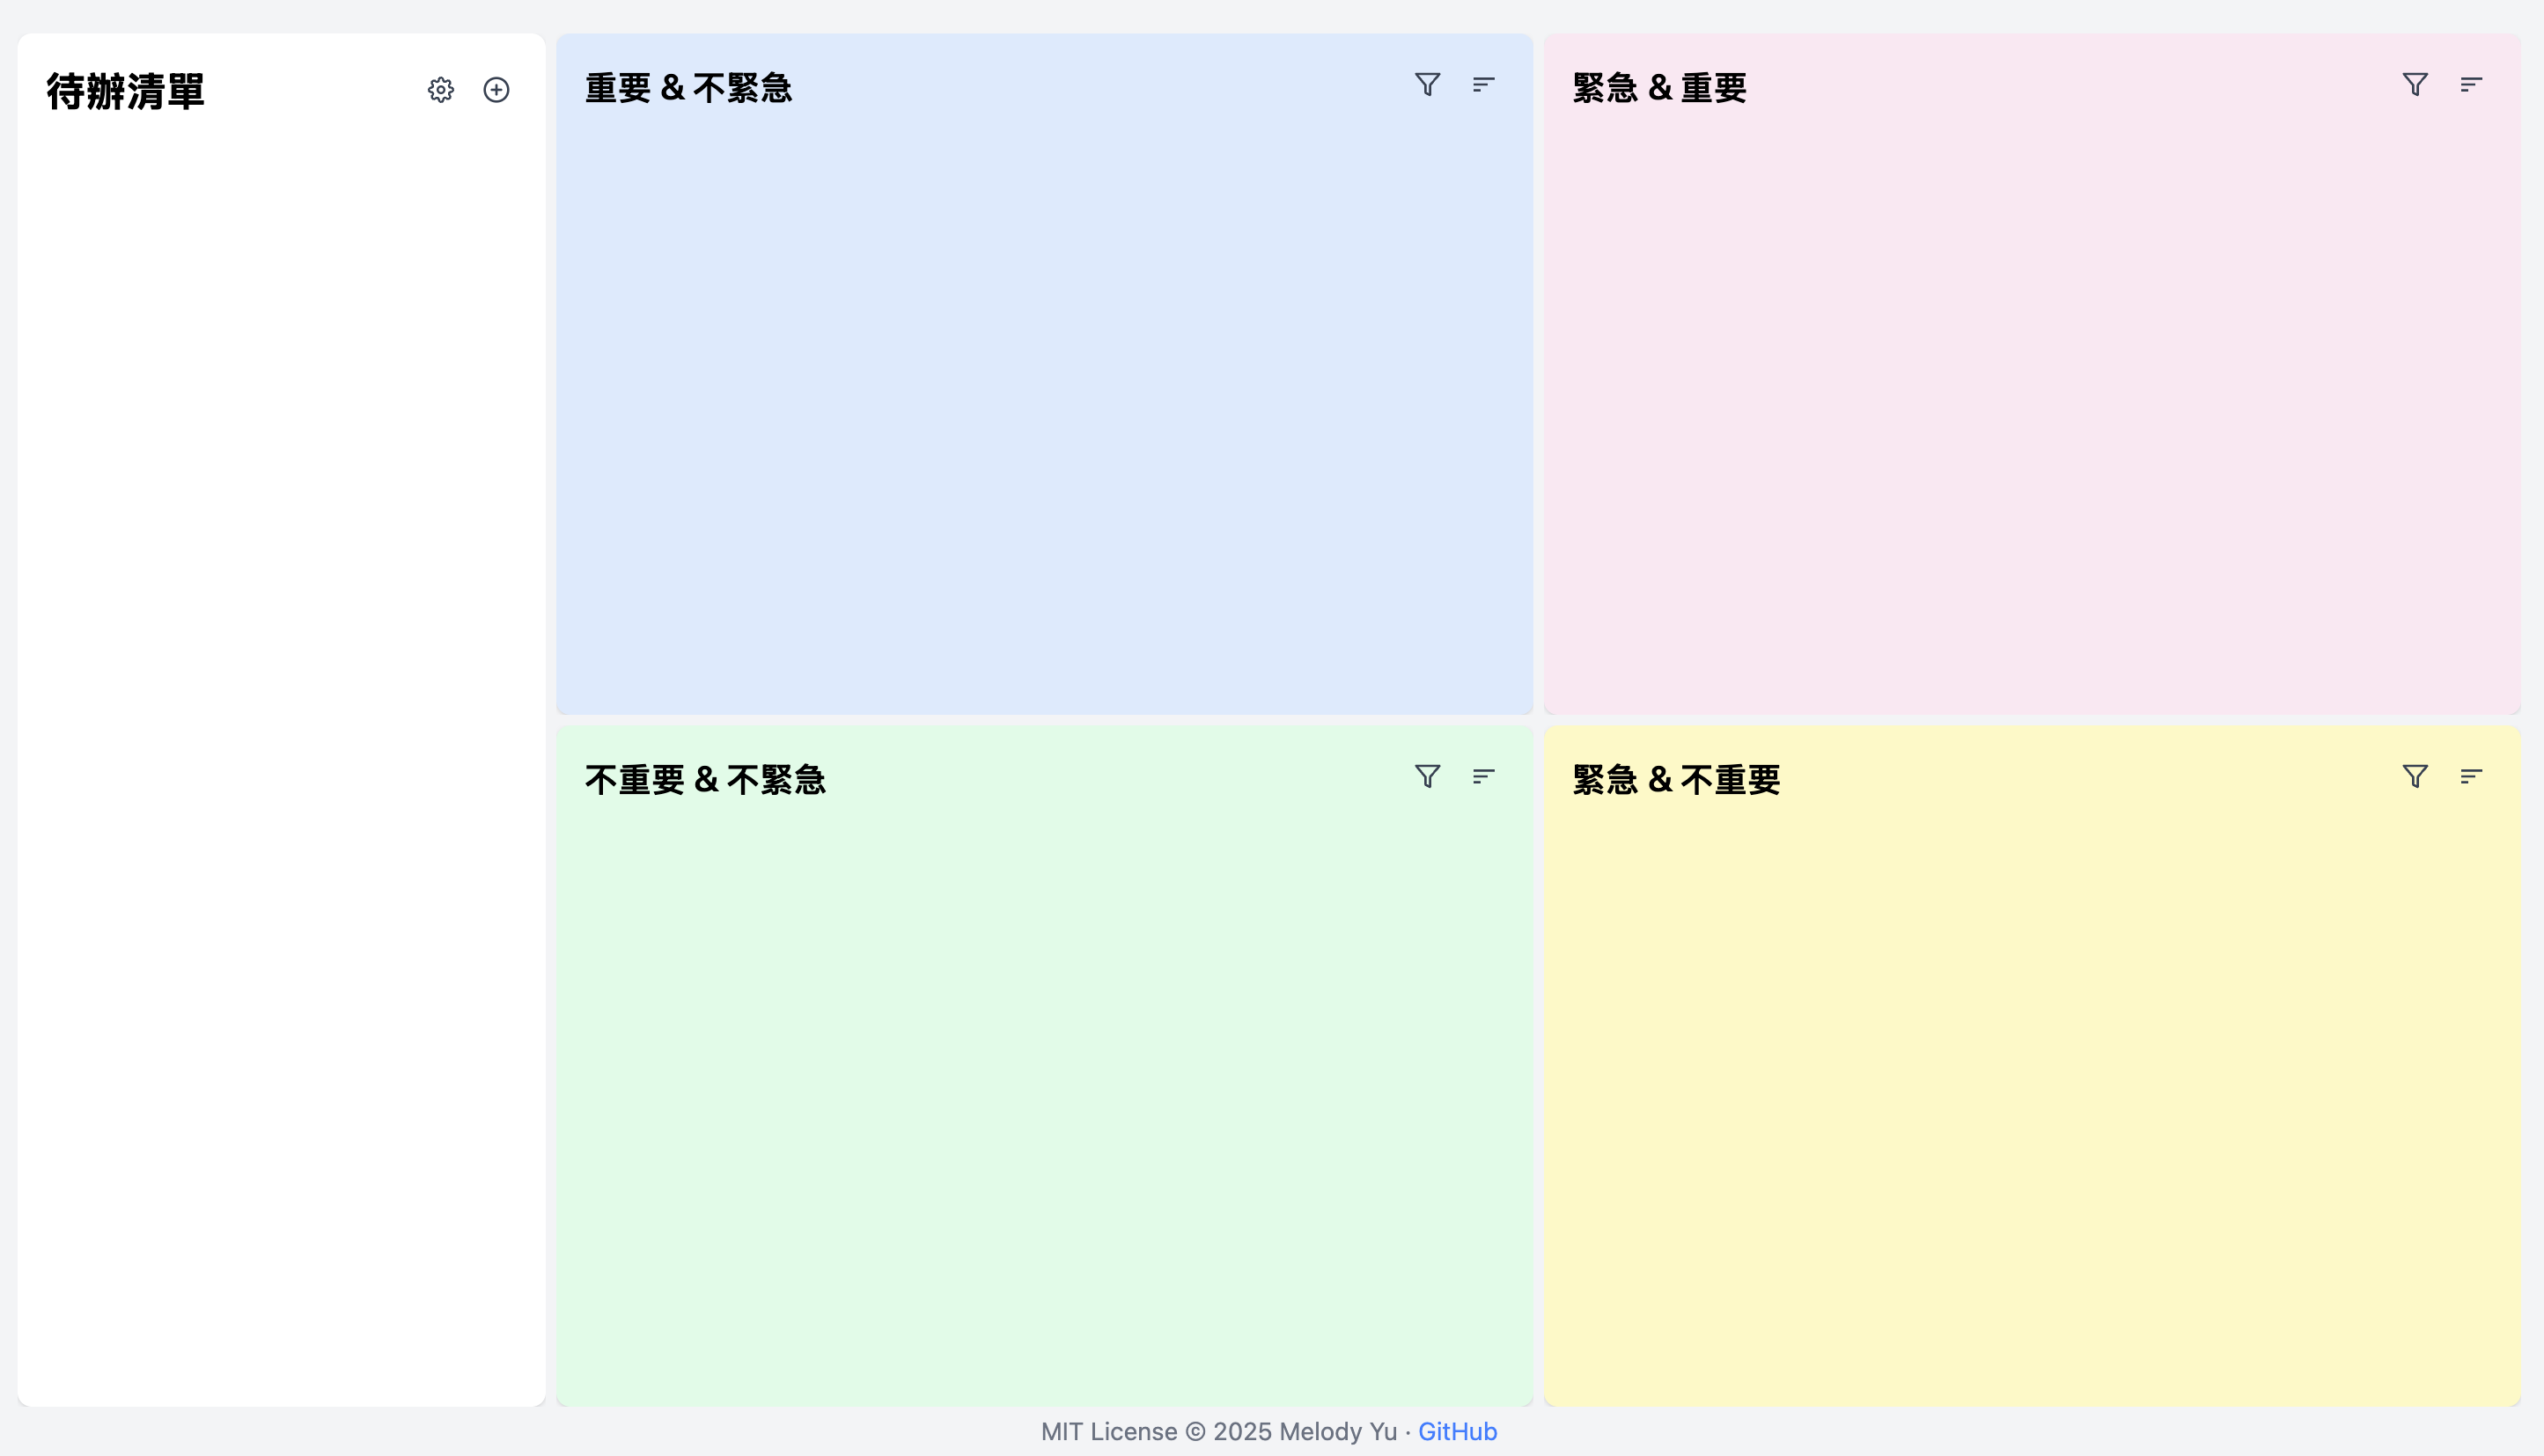 待辦清單
重要 & 不緊急
緊急 & 重要
不重要 & 不緊急
緊急 & 不重要
MIT License © 2025 Melody Yu · GitHub